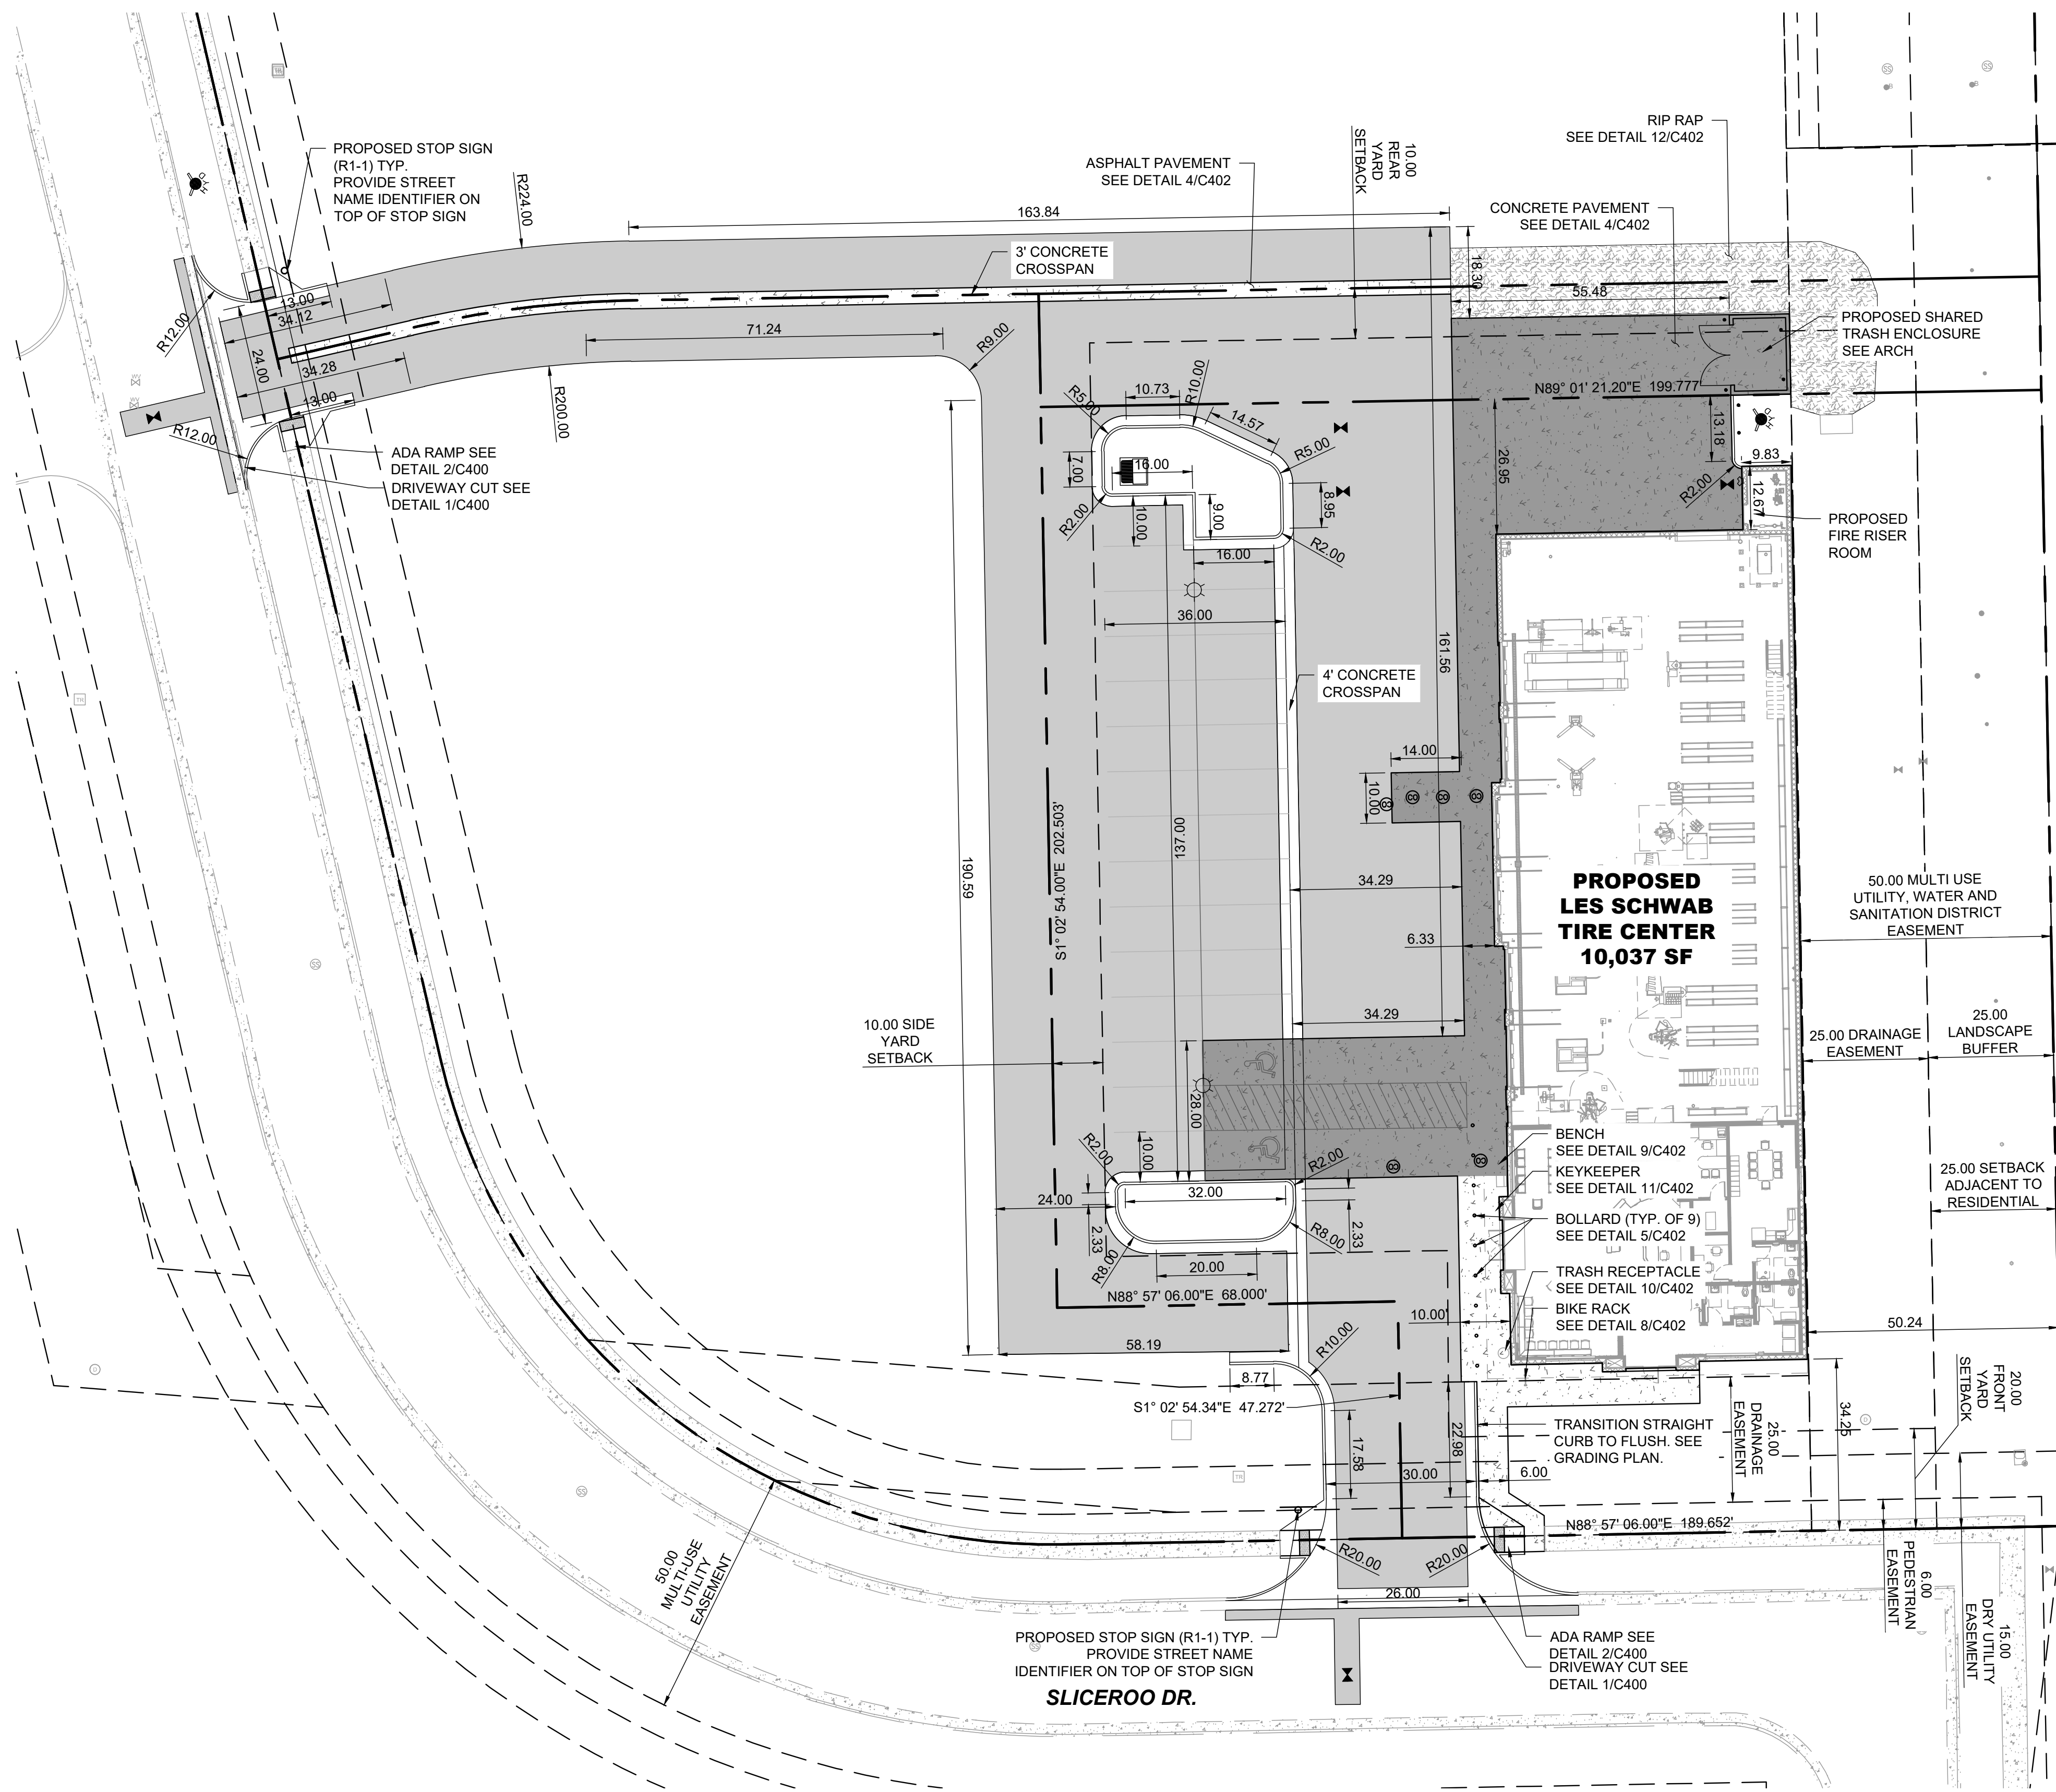 PROPOSED STOP SIGN
(R1-1) TYP.
PROVIDE STREET
NAME IDENTIFIER ON
TOP OF STOP SIGN
R224.00
163.84
ASPHALT PAVEMENT
SEE DETAIL 4/C402
10.00
REAR
YARD
SETBACK
RIP RAP
SEE DETAIL 12/C402
CONCRETE PAVEMENT
SEE DETAIL 4/C402
3' CONCRETE
CROSSPAN
18.30
55.48
HYD
R12.00
13.00
34.12
24.00
34.28
13.00
R12.00
71.24
R9.00
R200.00
PROPOSED SHARED
TRASH ENCLOSURE
SEE ARCH
N89° 01' 21.20"E 199.777'
ADA RAMP SEE
DETAIL 2/C400
DRIVEWAY CUT SEE
DETAIL 1/C400
R5.00
10.73
R10.00
14.57
R5.00
7.00
16.00
8.95
R2.00
10.00
9.00
16.00
R2.00
26.95
13.18
HYD
9.83
R2.00
12.67
PROPOSED
FIRE RISER
ROOM
36.00
161.56
4' CONCRETE
CROSSPAN
14.00
10.00
137.00
S1° 02' 54.00"E 202.503'
190.59
34.29
6.33
34.29
PROPOSED
LES SCHWAB
TIRE CENTER
10,037 SF
50.00 MULTI USE
UTILITY, WATER AND
SANITATION DISTRICT
EASEMENT
10.00 SIDE
YARD
SETBACK
25.00 DRAINAGE
EASEMENT
25.00
LANDSCAPE
BUFFER
28.00
10.00
R2.00
R2.00
24.00
32.00
2.33
2.33
R8.00
R8.00
20.00
BENCH
SEE DETAIL 9/C402
KEYKEEPER
SEE DETAIL 11/C402
BOLLARD (TYP. OF 9)
SEE DETAIL 5/C402
TRASH RECEPTACLE
SEE DETAIL 10/C402
BIKE RACK
SEE DETAIL 8/C402
25.00 SETBACK
ADJACENT TO
RESIDENTIAL
N88° 57' 06.00"E 68.000'
10.00'
50.24
58.19
R10.00
8.77
S1° 02' 54.34"E 47.272'
17.58
22.98
30.00
6.00
TRANSITION STRAIGHT
CURB TO FLUSH. SEE
GRADING PLAN.
25.00
DRAINAGE
EASEMENT
34.25
20.00
FRONT
YARD
SETBACK
N88° 57' 06.00"E 189.652'
R20.00
R20.00
26.00
50.00
MULTI-USE
UTILITY
EASEMENT
6.00
PEDESTRIAN
EASEMENT
15.00
DRY UTILITY
EASEMENT
PROPOSED STOP SIGN (R1-1) TYP.
PROVIDE STREET NAME
IDENTIFIER ON TOP OF STOP SIGN
ADA RAMP SEE
DETAIL 2/C400
DRIVEWAY CUT SEE
DETAIL 1/C400
SLICEROO DR.